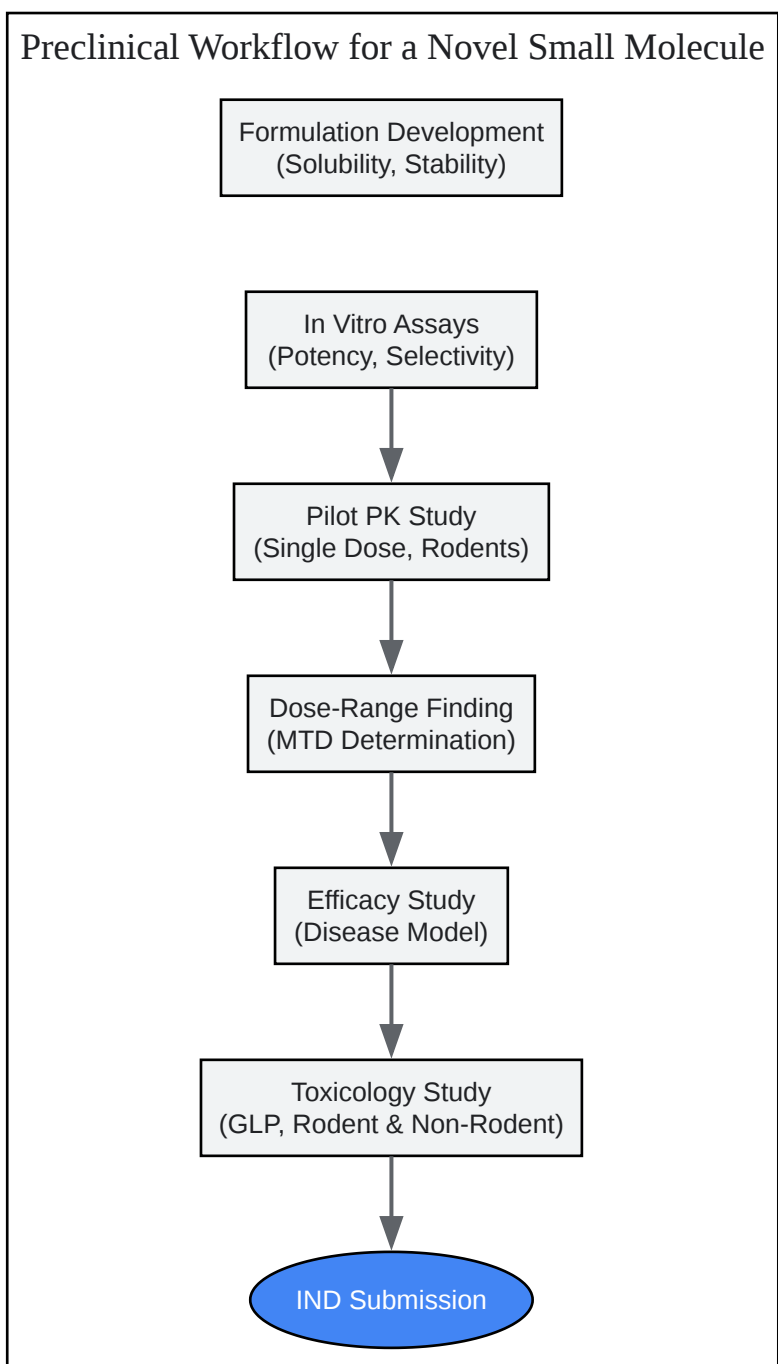 Preclinical Workflow for a Novel Small Molecule
Formulation Development
(Solubility, Stability)
In Vitro Assays
(Potency, Selectivity)
Pilot PK Study
(Single Dose, Rodents)
Dose-Range Finding
(MTD Determination)
Efficacy Study
(Disease Model)
Toxicology Study
(GLP, Rodent & Non-Rodent)
IND Submission